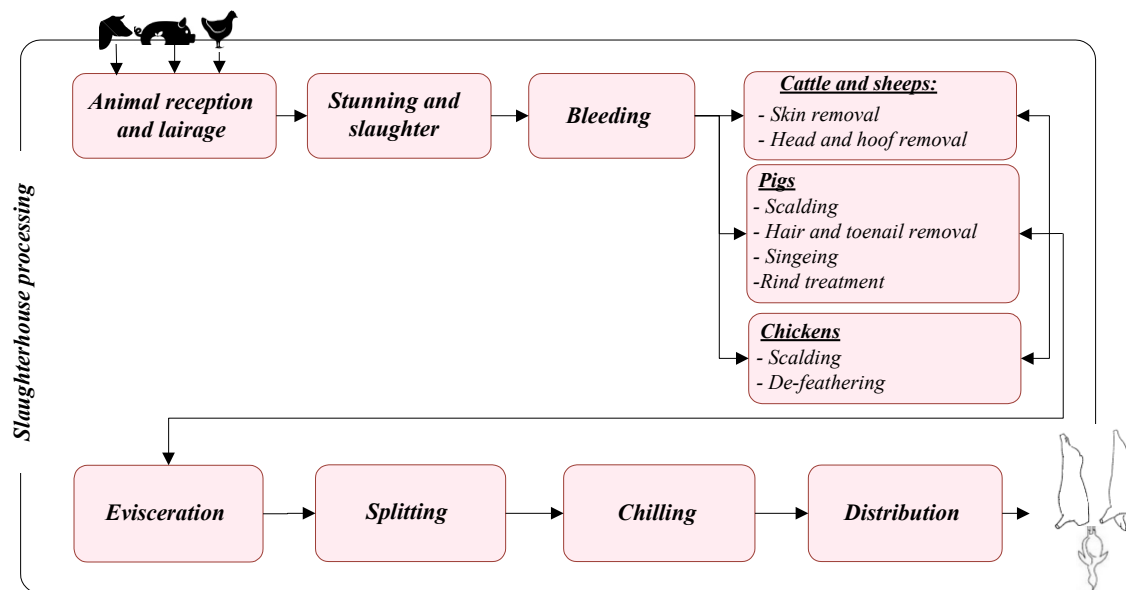 Slaughterhouse processing
Animal reception
and lairage
Stunning and
slaughter
Bleeding
Cattle and sheeps:
- Skin removal
- Head and hoof removal
Pigs
- Scalding
- Hair and toenail removal
- Singeing
-Rind treatment
Chickens
- Scalding
- De-feathering
Evisceration
Splitting
Chilling
Distribution